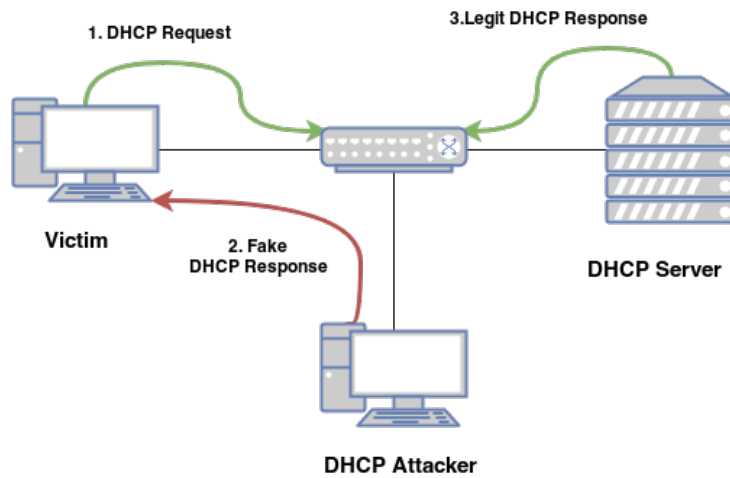 1. DHCP Request
3.Legit DHCP Response
Victim
2. Fake
DHCP Response
DHCP Server
DHCP Attacker